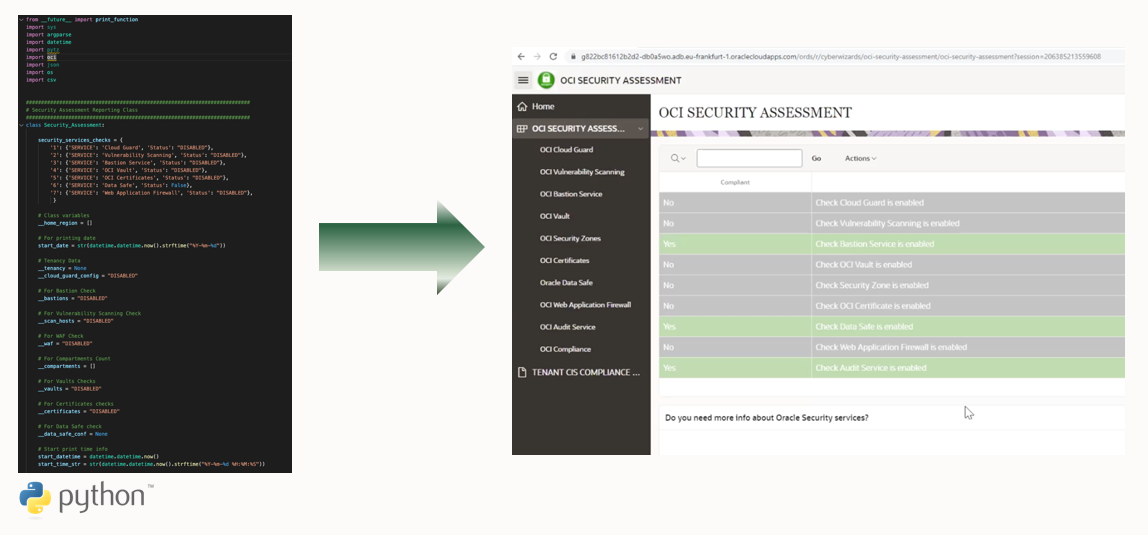 from __future__ import print_function
import sys
import argparse
import datetime
import pytz
import oci
import json
import os
import csv
##########################################################################
# Security Assessment Reporting Class
##########################################################################
class Security_Assessment:
security_services_checks = {
'1': {'SERVICE': 'Cloud Guard', 'Status': "DISABLED"},
'2': {'SERVICE': 'Vulnerability Scanning', 'Status': "DISABLED"},
'3': {'SERVICE': 'Bastion Service', 'Status': "DISABLED"},
'4': {'SERVICE': 'OCI Vault', 'Status': "DISABLED"},
'5': {'SERVICE': 'OCI Certificates', 'Status': "DISABLED"},
'6': {'SERVICE': 'Data Safe', 'Status': False},
'7': {'SERVICE': 'Web Application Firewall', 'Status': "DISABLED"},
}
# Class variables
__home_region = []
# For printing date
start_date = str(datetime.datetime.now().strftime("%Y-%m-%d"))
# Tenancy Data
__tenancy = None
__cloud_guard_config = "DISABLED"
# For Bastion Check
__bastions = "DISABLED"
# For Vulnerability Scanning Check
__scan_hosts = "DISABLED"
# For WAF Check
__waf = "DISABLED"
# For Compartments Count
__compartments = []
# For Vaults Checks
__vaults = "DISABLED"
# For Certificates checks
__certificates = "DISABLED"
# For Data Safe check
__data_safe_conf = None
# Start print time info
start_datetime = datetime.datetime.now()
start_time_str = str(datetime.datetime.now().strftime("%Y-%m-%d %H:%M:%S"))
python™
g822bc81612b2d2-db0a5wo.adb.eu-frankfurt-1.oraclecloudapps.com/ords/r/cyberwizards/oci-security-assessment/oci-security-assessment?session=206385213559608
OCI SECURITY ASSESSMENT
Home
OCI SECURITY ASSESS...
OCI Cloud Guard
OCI Vulnerability Scanning
OCI Bastion Service
OCI Vault
OCI Security Zones
OCI Certificates
Oracle Data Safe
OCI Web Application Firewall
OCI Audit Service
OCI Compliance
TENANT CIS COMPLIANCE ...
OCI SECURITY ASSESSMENT
Go Actions
Compliant
No Check Cloud Guard is enabled
No Check Vulnerability Scanning is enabled
Yes Check Bastion Service is enabled
No Check OCI Vault is enabled
No Check Security Zone is enabled
No Check OCI Certificate is enabled
Yes Check Data Safe is enabled
No Check Web Application Firewall is enabled
Yes Check Audit Service is enabled
Do you need more info about Oracle Security services?